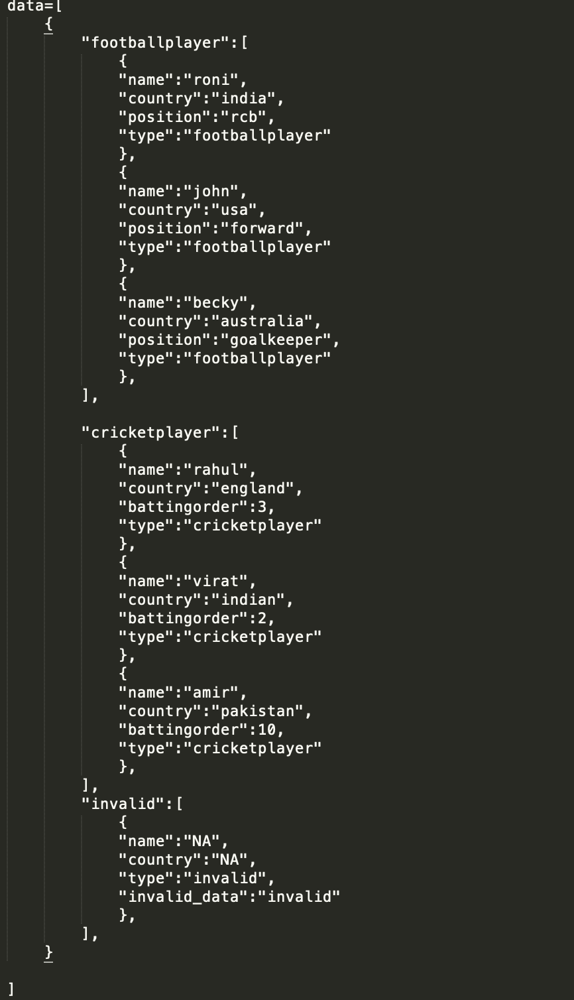 data=[
{
"footballplayer":[
{
"name":"roni",
"country":"india",
"position":"rcb",
"type":"footballplayer"
},
{
"name":"john",
"country":"usa",
"position":"forward",
"type":"footballplayer"
},
{
"name":"becky",
"country":"australia",
"position":"goalkeeper",
"type":"footballplayer"
},
],
"cricketplayer":[
{
"name":"rahul",
"country":"england",
"battingorder":3,
"type":"cricketplayer"
},
{
"name":"virat",
"country":"indian",
"battingorder":2,
"type":"cricketplayer"
},
{
"name":"amir",
"country":"pakistan",
"battingorder":10,
"type":"cricketplayer"
},
],
"invalid":[
{
"name":"NA",
"country":"NA",
"type":"invalid",
"invalid_data":"invalid"
},
],
}
]